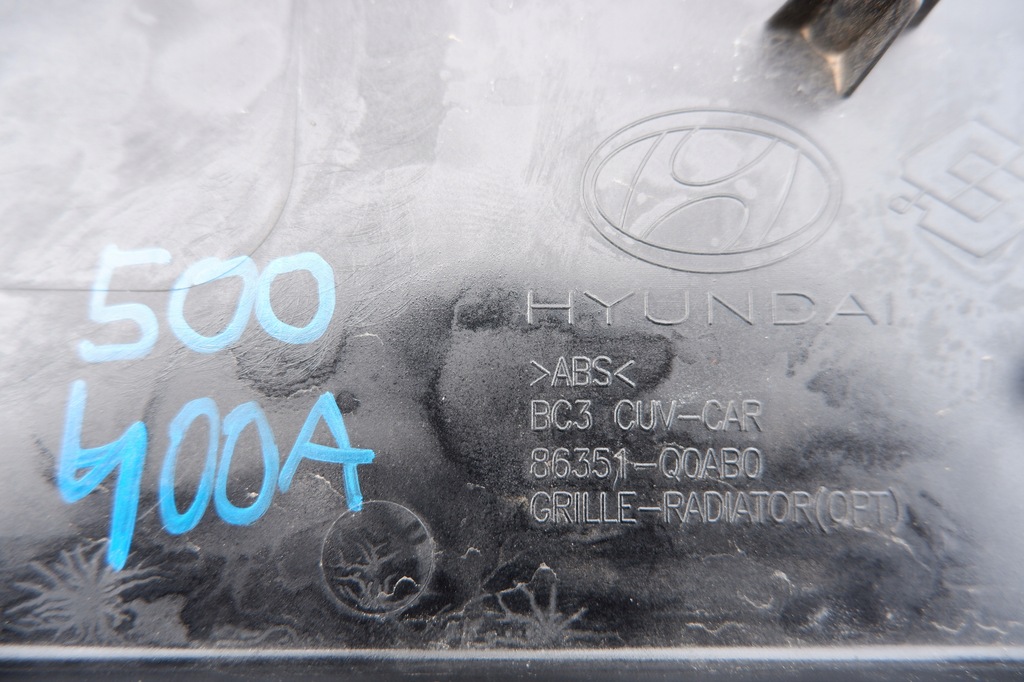 500
400A
HYUNDAI
>ABS<
BC3 CUV-CAR
86351-Q0AB0
GRILLE-RADIATOR(OPT)